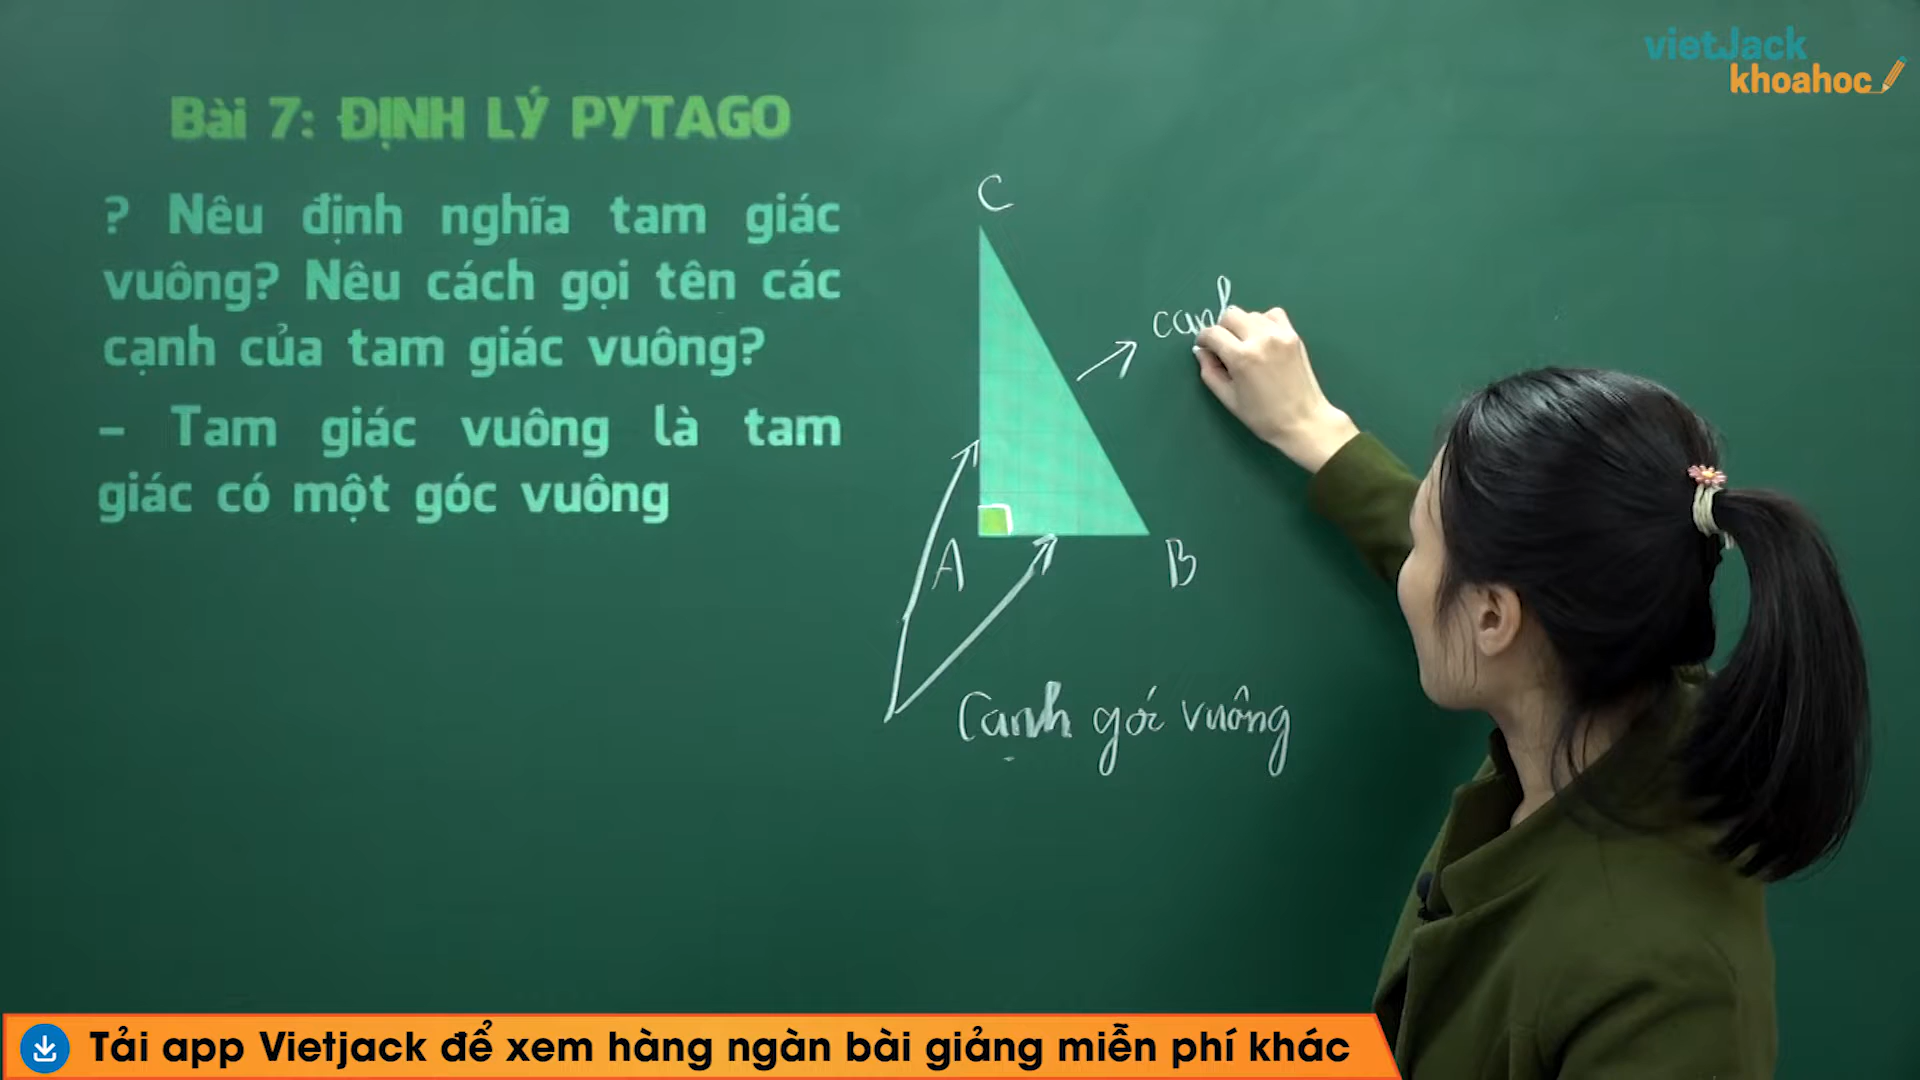 vietJack
khoahoc
Bài 7: ĐỊNH LÝ PYTAGO
? Nêu định nghĩa tam giác
vuông? Nêu cách gọi tên các
cạnh của tam giác vuông?
– Tam giác vuông là tam
giác có một góc vuông
C
canh
A
B
Cạnh góc vuông
Tải app Vietjack để xem hàng ngàn bài giảng miễn phí khác